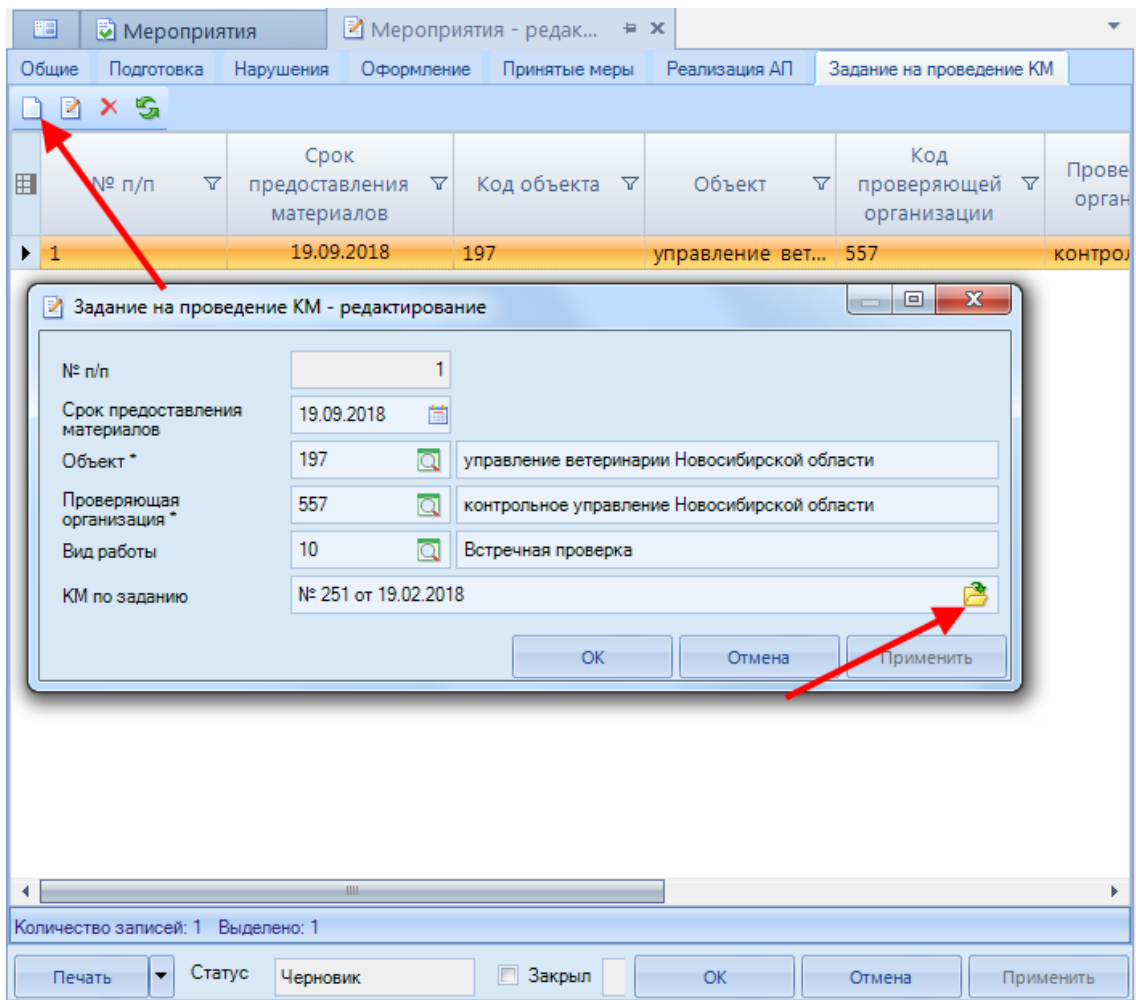 Мероприятия
Мероприятия - редак...
Общие Подготовка Нарушения Оформление Принятые меры Реализация АП Задание на проведение КМ
№ п/п
Срок предоставления материалов
Код объекта
Объект
Код проверяющей организации
Прове орган
1 19.09.2018 197 управление вет... 557 контрол
Задание на проведение КМ - редактирование
№ п/п 1
Срок предоставления материалов 19.09.2018
Объект * 197 управление ветеринарии Новосибирской области
Проверяющая организация * 557 контрольное управление Новосибирской области
Вид работы 10 Встречная проверка
КМ по заданию № 251 от 19.02.2018
ОК Отмена Применить
Количество записей: 1 Выделено: 1
Печать Статус Черновик Закрыл ОК Отмена Применить